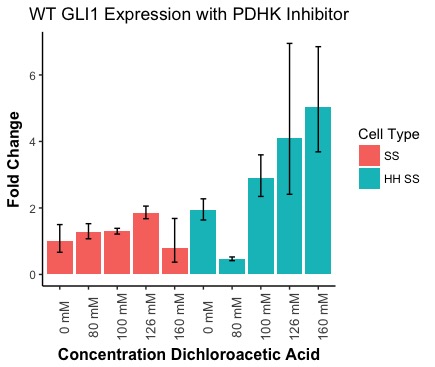 WT GLI1 Expression with PDHK Inhibitor
Fold Change
6
4
2
0
0 mM
80 mM
100 mM
126 mM
160 mM
0 mM
80 mM
100 mM
126 mM
160 mM
Concentration Dichloroacetic Acid
Cell Type
SS
HH SS